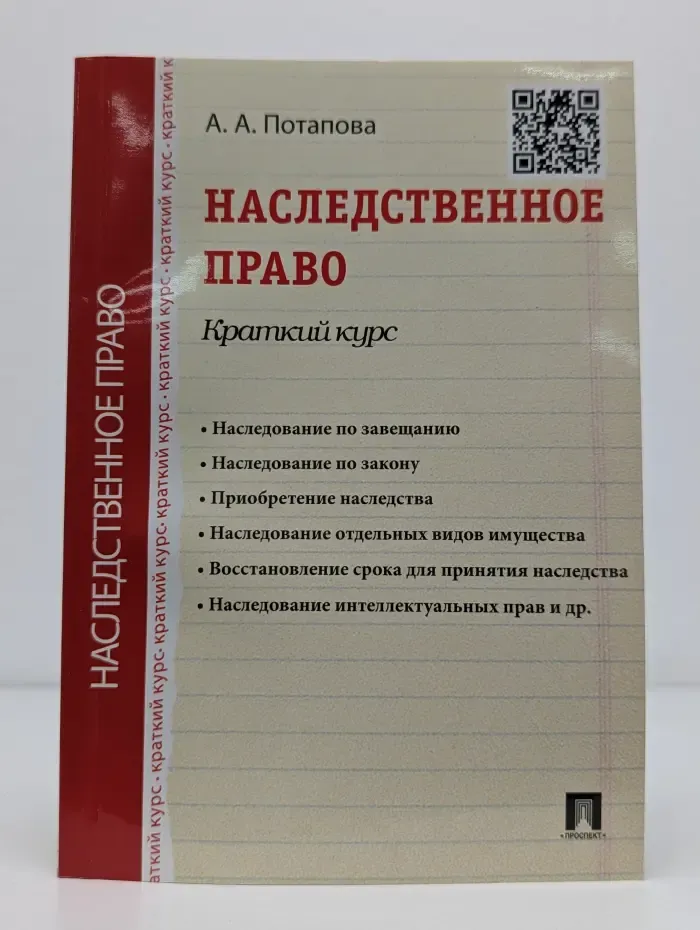 А. А. Потапова
НАСЛЕДСТВЕННОЕ
ПРАВО
Краткий курс
• Наследование по завещанию
• Наследование по закону
• Приобретение наследства
• Наследование отдельных видов имущества
• Восстановление срока для принятия наследства
• Наследование интеллектуальных прав и др.
«ПРОСПЕКТ»
НАСЛЕДСТВЕННОЕ ПРАВО
аткий курс · краткий курс · краткий курс · краткий курс · краткий курс · краткий к